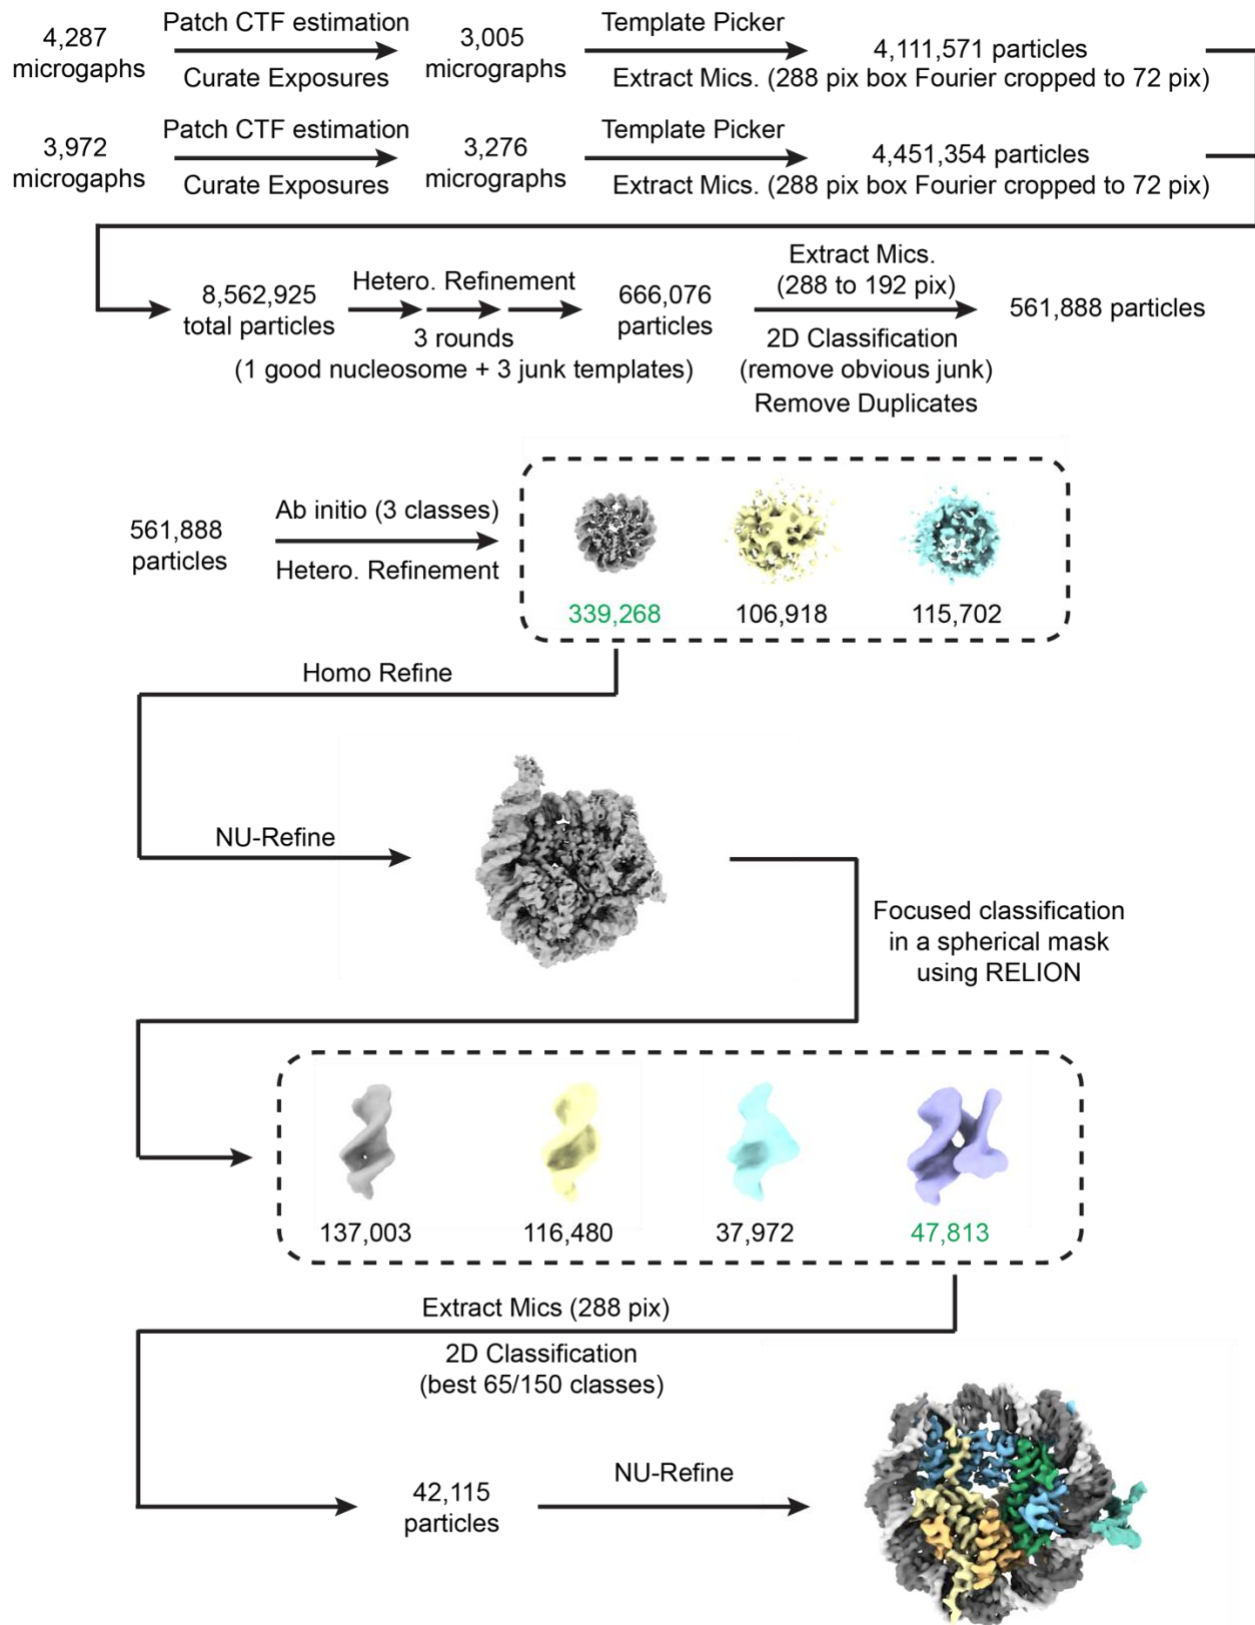 4,287
microgaphs
Patch CTF estimation
Curate Exposures
3,005
micrographs
Template Picker
Extract Mics. (288 pix box Fourier cropped to 72 pix)
4,111,571 particles
3,972
microgaphs
Patch CTF estimation
Curate Exposures
3,276
micrographs
Template Picker
Extract Mics. (288 pix box Fourier cropped to 72 pix)
4,451,354 particles
8,562,925
total particles
Hetero. Refinement
3 rounds
(1 good nucleosome + 3 junk templates)
666,076
particles
Extract Mics.
(288 to 192 pix)
2D Classification
(remove obvious junk)
Remove Duplicates
561,888 particles
561,888
particles
Ab initio (3 classes)
Hetero. Refinement
339,268
106,918
115,702
Homo Refine
NU-Refine
Focused classification
in a spherical mask
using RELION
137,003
116,480
37,972
47,813
Extract Mics (288 pix)
2D Classification
(best 65/150 classes)
42,115
particles
NU-Refine